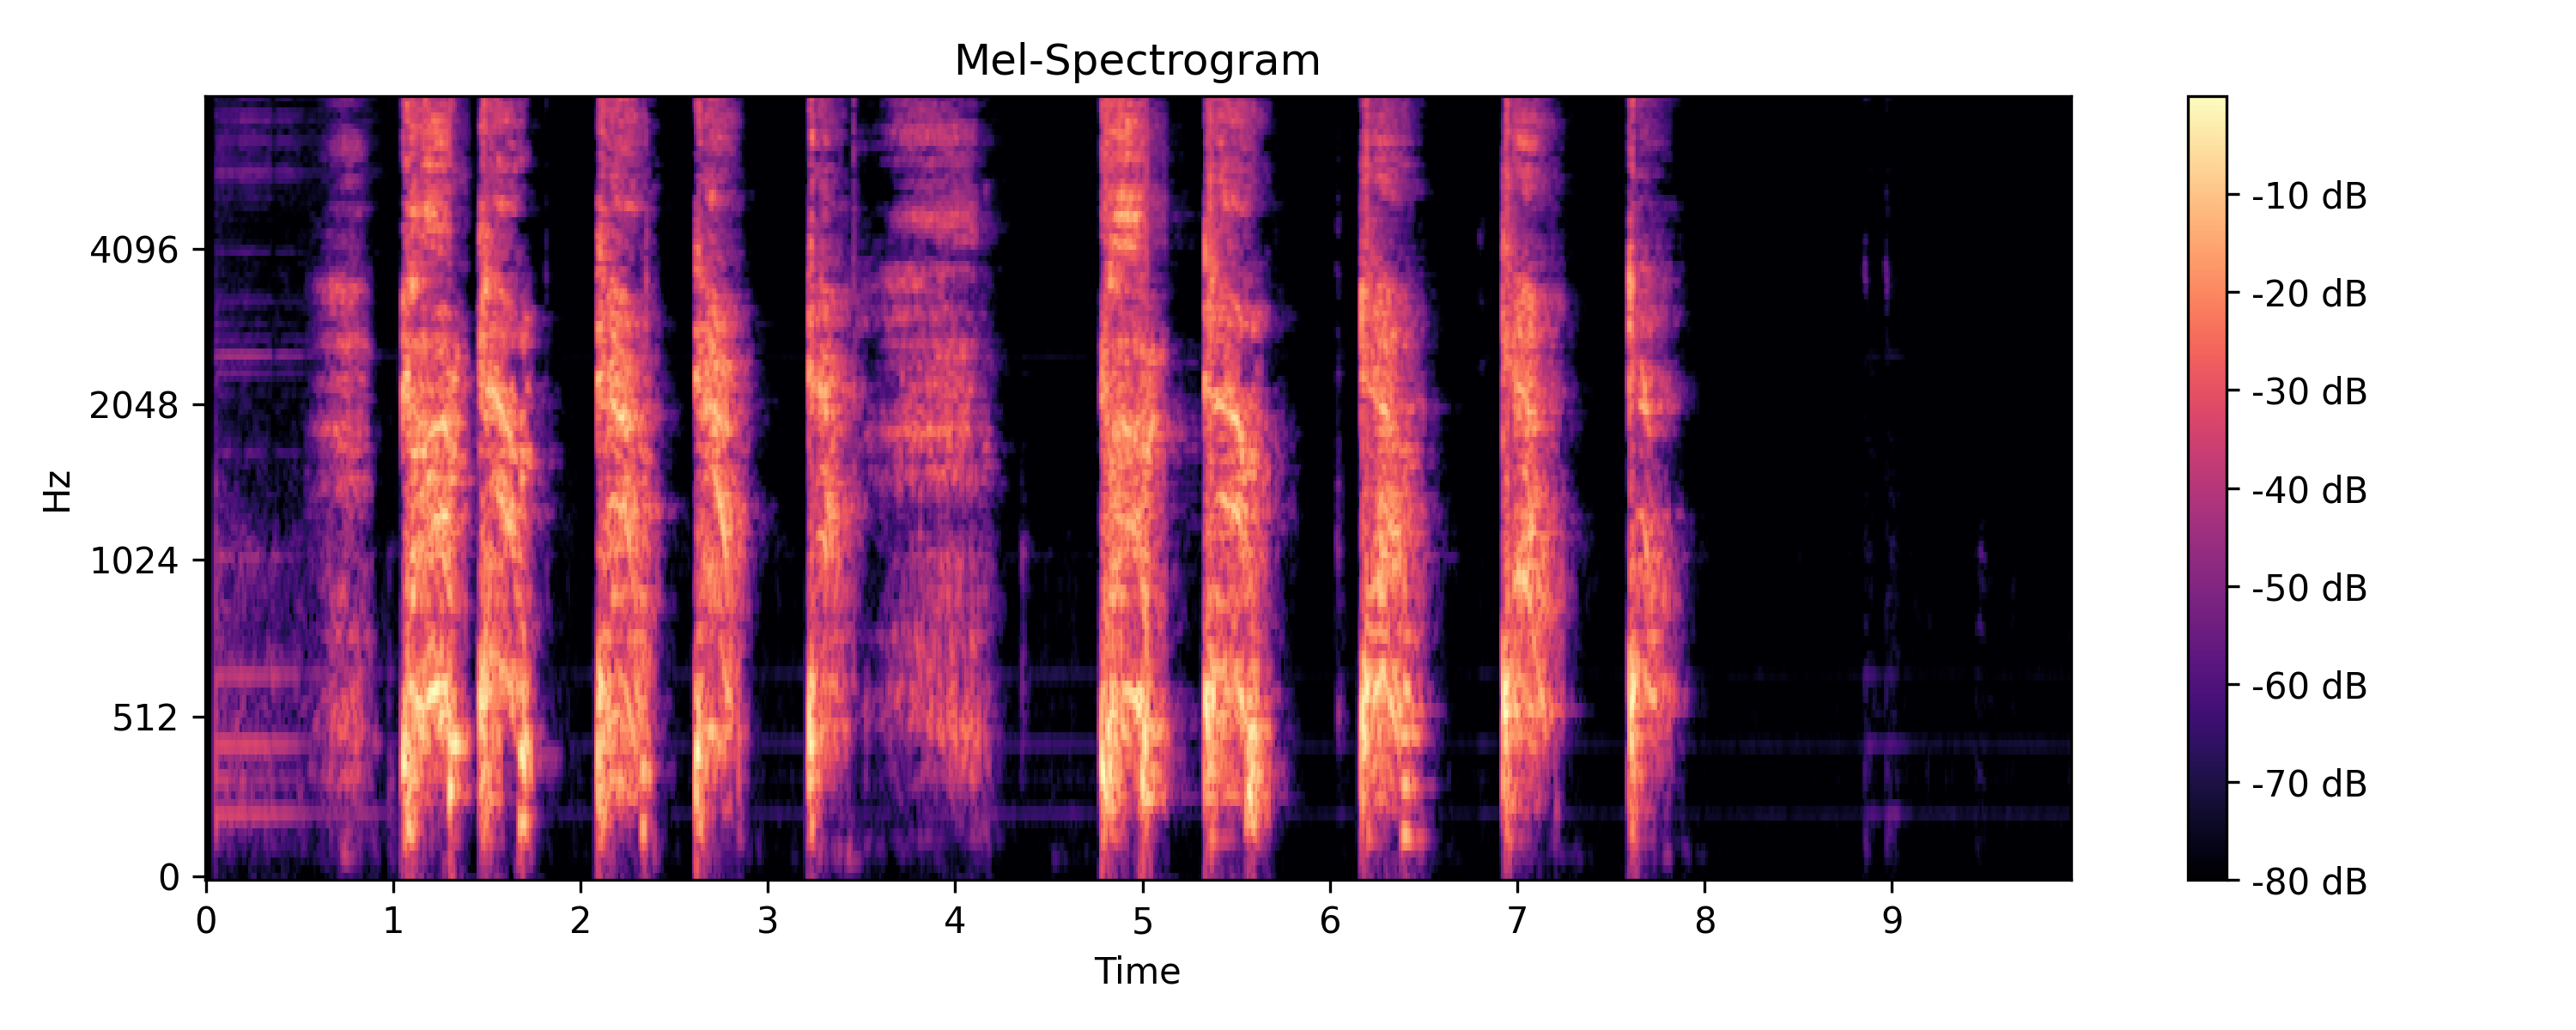 Mel-Spectrogram
Hz
4096
2048
1024
512
0
0 1 2 3 4 5 6 7 8 9
Time
-10 dB
-20 dB
-30 dB
-40 dB
-50 dB
-60 dB
-70 dB
-80 dB